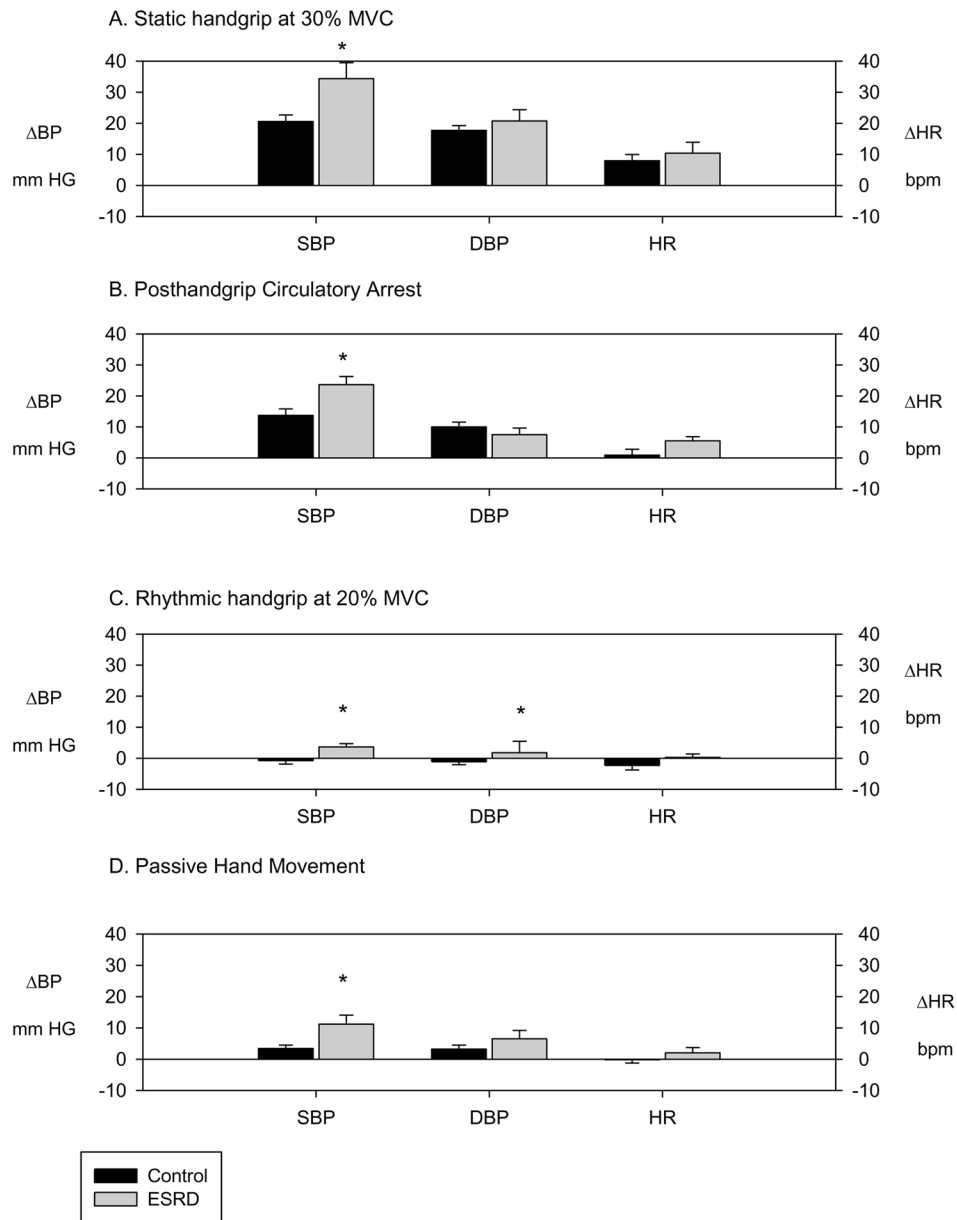 A. Static handgrip at 30% MVC
*
40 40
30 30
ΔBP 20 20 ΔHR
10 10
mm HG 0 0 bpm
-10 -10
SBP DBP HR
B. Posthandgrip Circulatory Arrest
40 40
*
30 30
ΔBP 20 20 ΔHR
10 10
mm HG 0 0 bpm
-10 -10
SBP DBP HR
C. Rhythmic handgrip at 20% MVC
40 40
30 30 ΔHR
ΔBP 20 20
* * bpm
10 10
mm HG 0 0
-10 -10
SBP DBP HR
D. Passive Hand Movement
40 40
30 30
* 
ΔBP 20 20 ΔHR
mm HG 10 10
0 0 bpm
-10 -10
SBP DBP HR
Control
ESRD